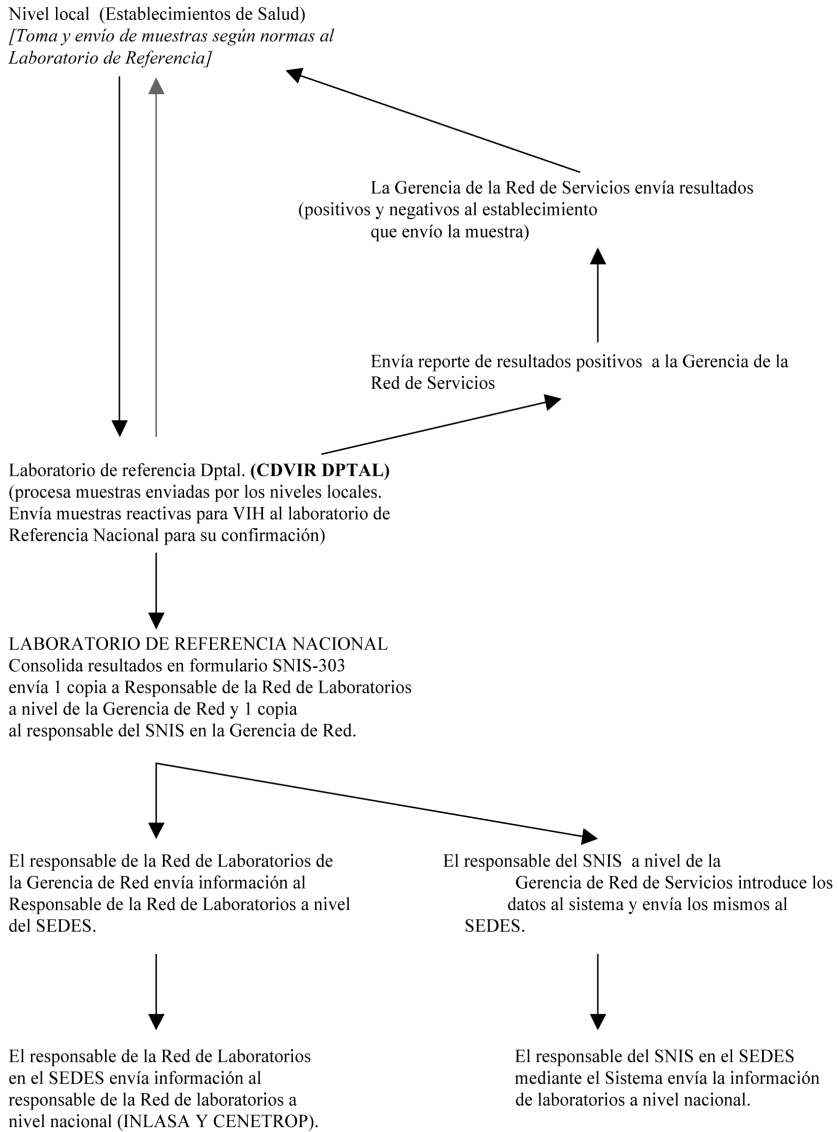 Nivel local (Establecimientos de Salud)
[Toma y envío de muestras según normas al
Laboratorio de Referencia]
La Gerencia de la Red de Servicios envía resultados
(positivos y negativos al establecimiento
que envío la muestra)
Envía reporte de resultados positivos a la Gerencia de la
Red de Servicios
Laboratorio de referencia Dptal. (CDVIR DPTAL)
(procesa muestras enviadas por los niveles locales.
Envía muestras reactivas para VIH al laboratorio de
Referencia Nacional para su confirmación)
LABORATORIO DE REFERENCIA NACIONAL
Consolida resultados en formulario SNIS-303
envía 1 copia a Responsable de la Red de Laboratorios
a nivel de la Gerencia de Red y 1 copia
al responsable del SNIS en la Gerencia de Red.
El responsable de la Red de Laboratorios de
la Gerencia de Red envía información al
Responsable de la Red de Laboratorios a nivel
del SEDES.
El responsable del SNIS a nivel de la
Gerencia de Red de Servicios introduce los
datos al sistema y envía los mismos al
SEDES.
El responsable de la Red de Laboratorios
en el SEDES envía información al
responsable de la Red de laboratorios a
nivel nacional (INLASA Y CENETROP).
El responsable del SNIS en el SEDES
mediante el Sistema envía la información
de laboratorios a nivel nacional.